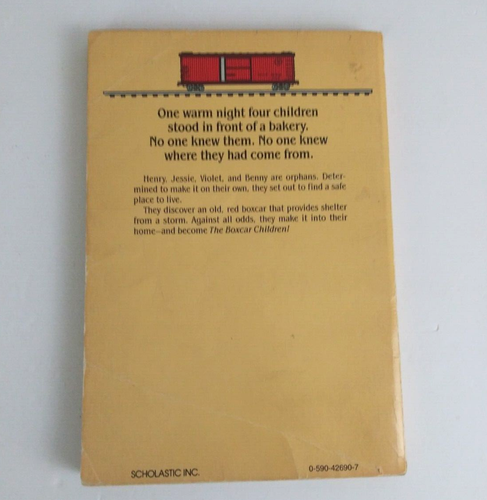 One warm night four children
stood in front of a bakery.
No one knew them. No one knew
where they had come from.
Henry, Jessie, Violet, and Benny are orphans. Deter-
mined to make it on their own, they set out to find a safe
place to live.
They discover an old, red boxcar that provides shelter
from a storm. Against all odds, they make it into their
home—and become The Boxcar Children!
SCHOLASTIC INC.
0-590-42690-7